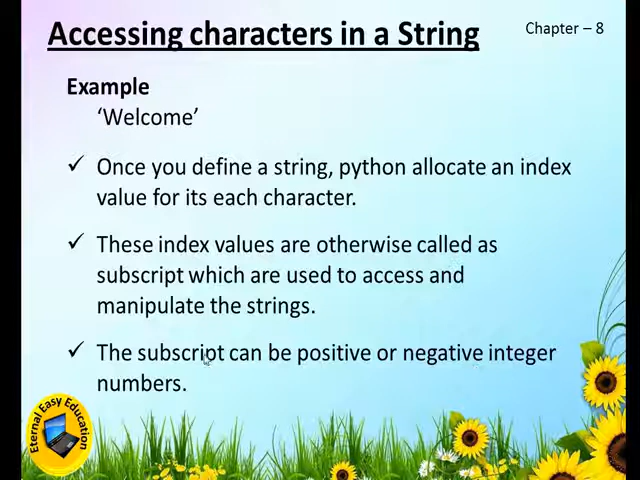 Accessing characters in a String
Chapter – 8
Example
‘Welcome’
✓ Once you define a string, python allocate an index
value for its each character.
✓ These index values are otherwise called as
subscript which are used to access and
manipulate the strings.
✓ The subscript can be positive or negative integer
numbers.
Eternal Easy Education